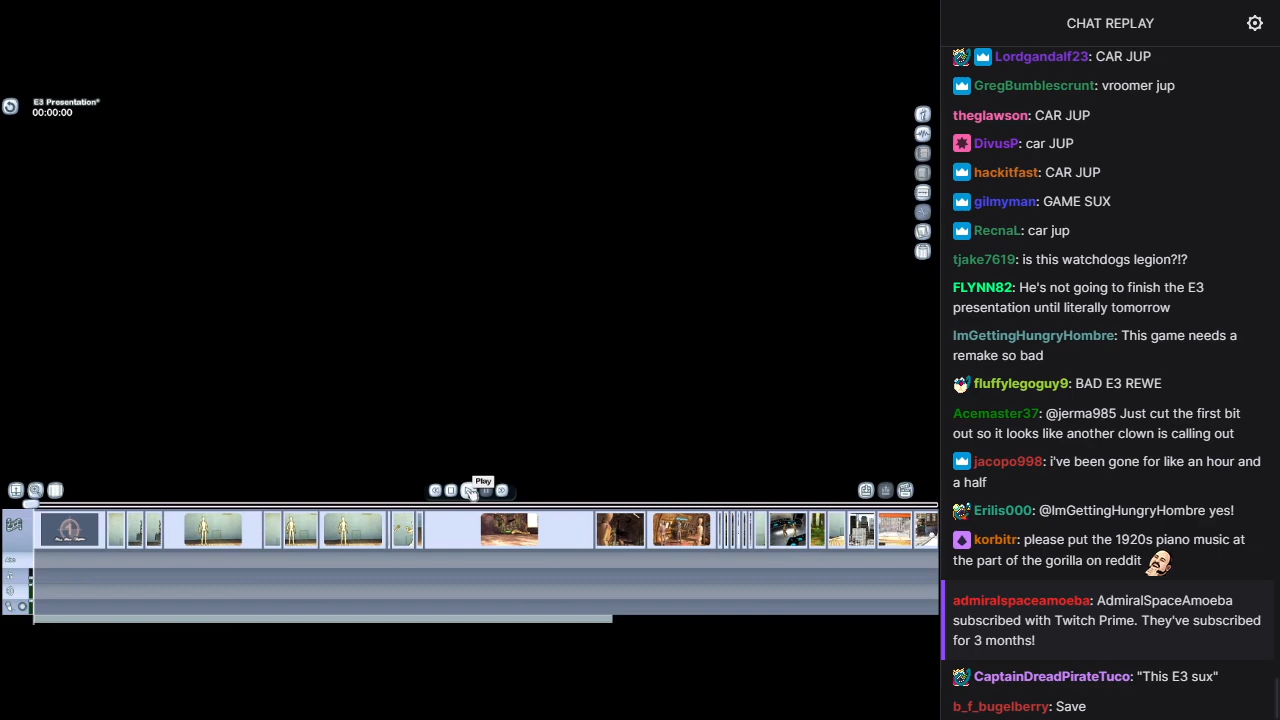 CHAT REPLAY
Lordgandalf23: CAR JUP
GregBumblescrunt: vroomer jup
theglawson: CAR JUP
DivusP: car JUP
hackitfast: CAR JUP
gilmyman: GAME SUX
RecnaL: car jup
tjake7619: is this watchdogs legion?!?
FLYNN82: He's not going to finish the E3
presentation until literally tomorrow
ImGettingHungryHombre: This game needs a
remake so bad
fluffylegoguy9: BAD E3 REWE
Acemaster37: @jerma985 Just cut the first bit
out so it looks like another clown is calling out
jacopo998: i've been gone for like an hour and
a half
Erilis000: @ImGettingHungryHombre yes!
korbitr: please put the 1920s piano music at
the part of the gorilla on reddit
admiralspaceamoeba: AdmiralSpaceAmoeba
subscribed with Twitch Prime. They've subscribed
for 3 months!
CaptainDreadPirateTuco: "This E3 sux"
b_f_bugelberry: Save
E3 Presentation*
00:00:00
Play